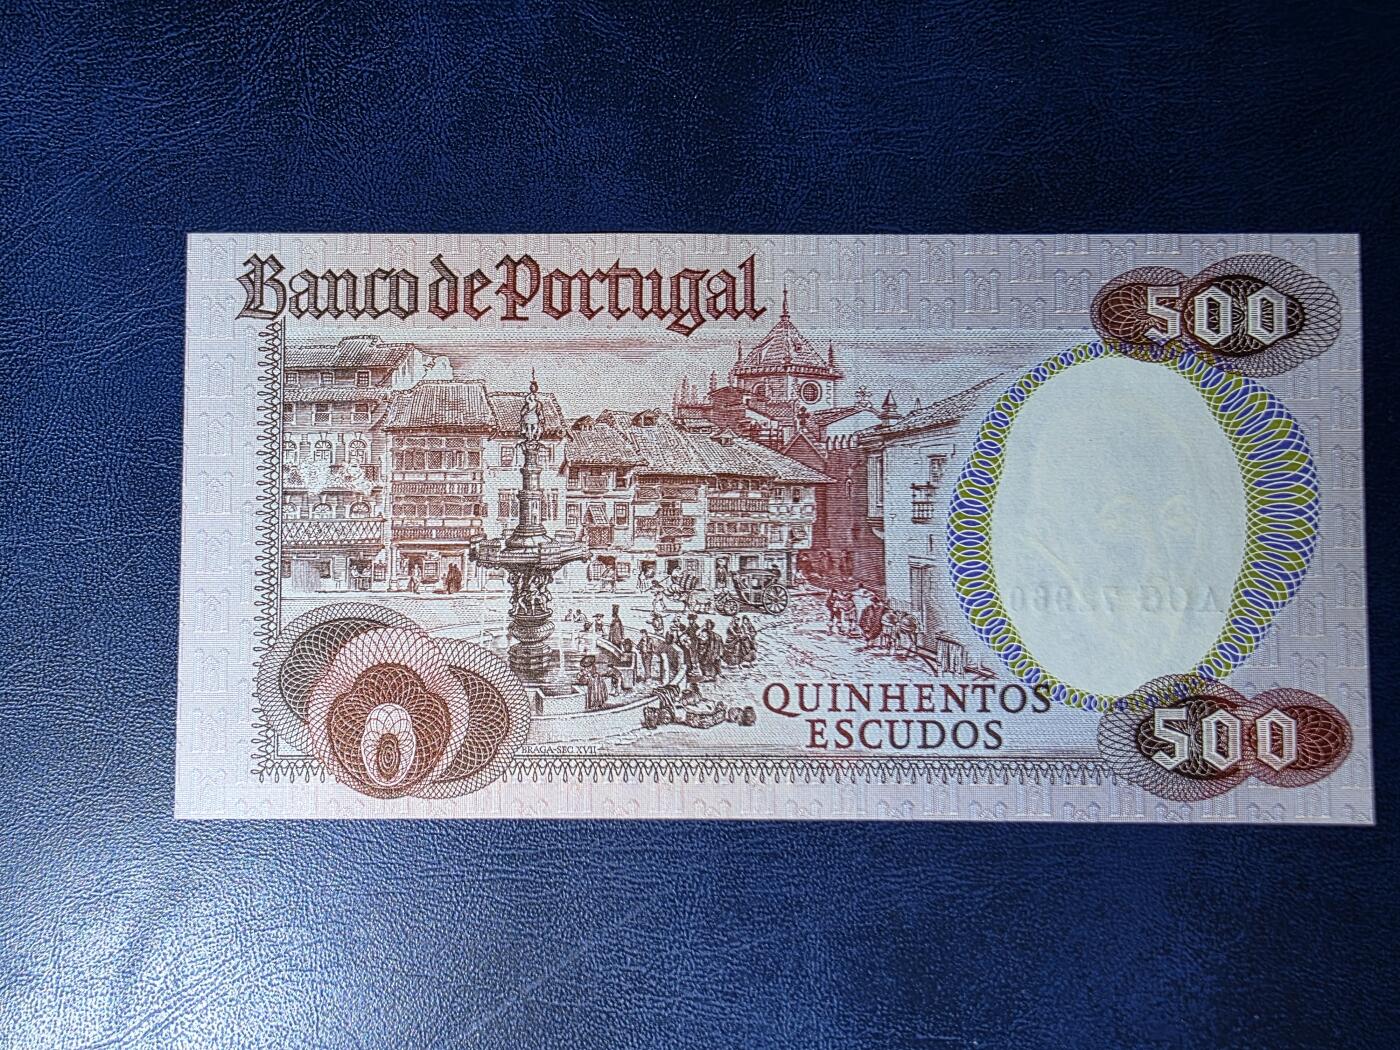 Banco de Portugal
500
QUINHENTOS
ESCUDOS
500
BRAGA-SEC. XVII